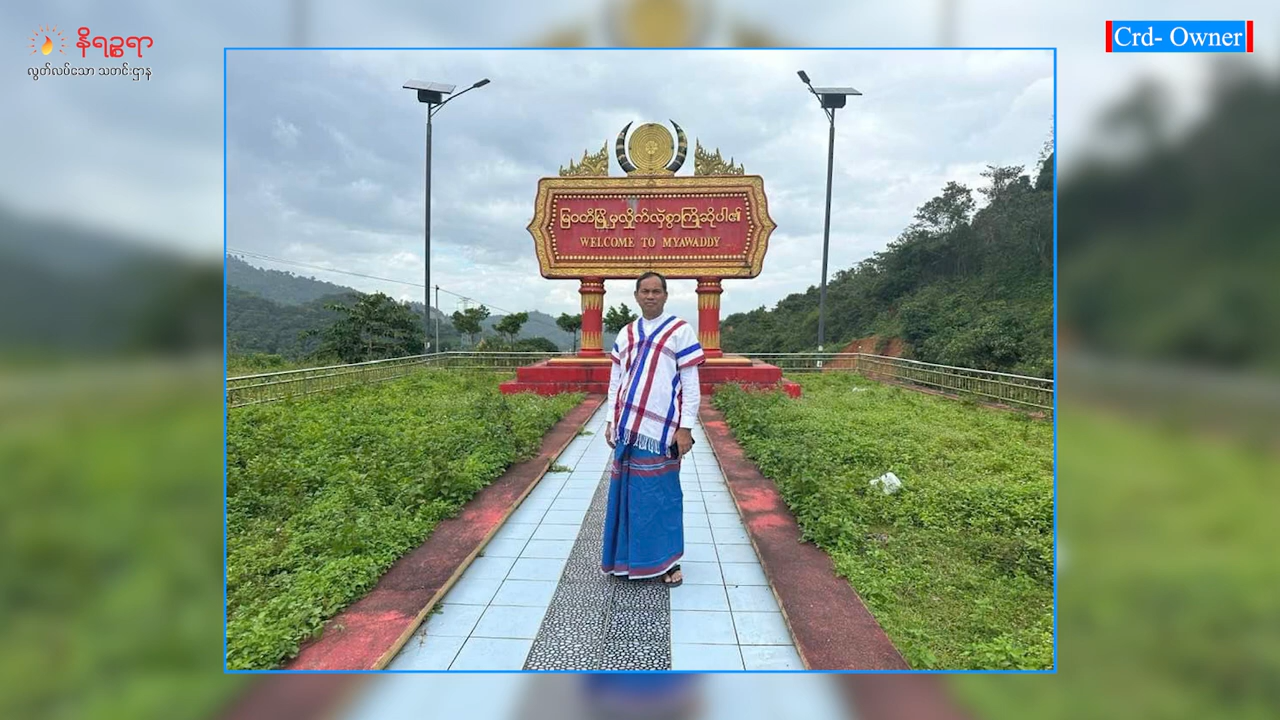 နိရဉ္စရာ
လွတ်လပ်သော သတင်းဌာန
Crd- Owner
မြဝတီမြို့မှလှိုက်လှဲစွာကြိုဆိုပါ၏
WELCOME TO MYAWADDY